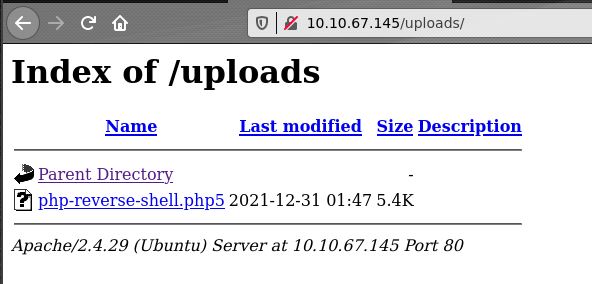 10.10.67.145/uploads/
Index of /uploads
Name Last modified Size Description
Parent Directory -
php-reverse-shell.php5 2021-12-31 01:47 5.4K
Apache/2.4.29 (Ubuntu) Server at 10.10.67.145 Port 80